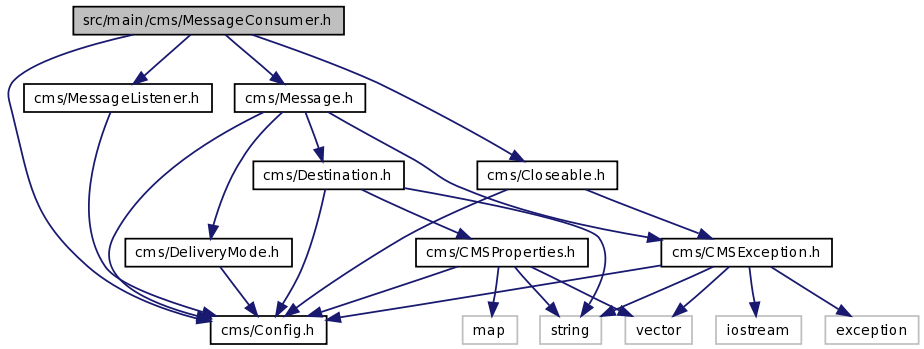 src/main/cms/MessageConsumer.h
cms/MessageListener.h
cms/Message.h
cms/Destination.h
cms/Closeable.h
cms/DeliveryMode.h
cms/CMSProperties.h
cms/CMSException.h
cms/Config.h
map
string
vector
iostream
exception